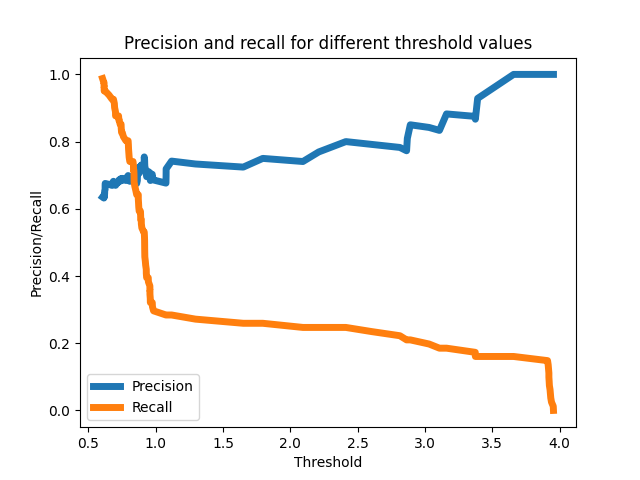 Precision and recall for different threshold values
Precision/Recall
1.0
0.8
0.6
0.4
0.2
0.0
Precision
Recall
0.5 1.0 1.5 2.0 2.5 3.0 3.5 4.0
Threshold